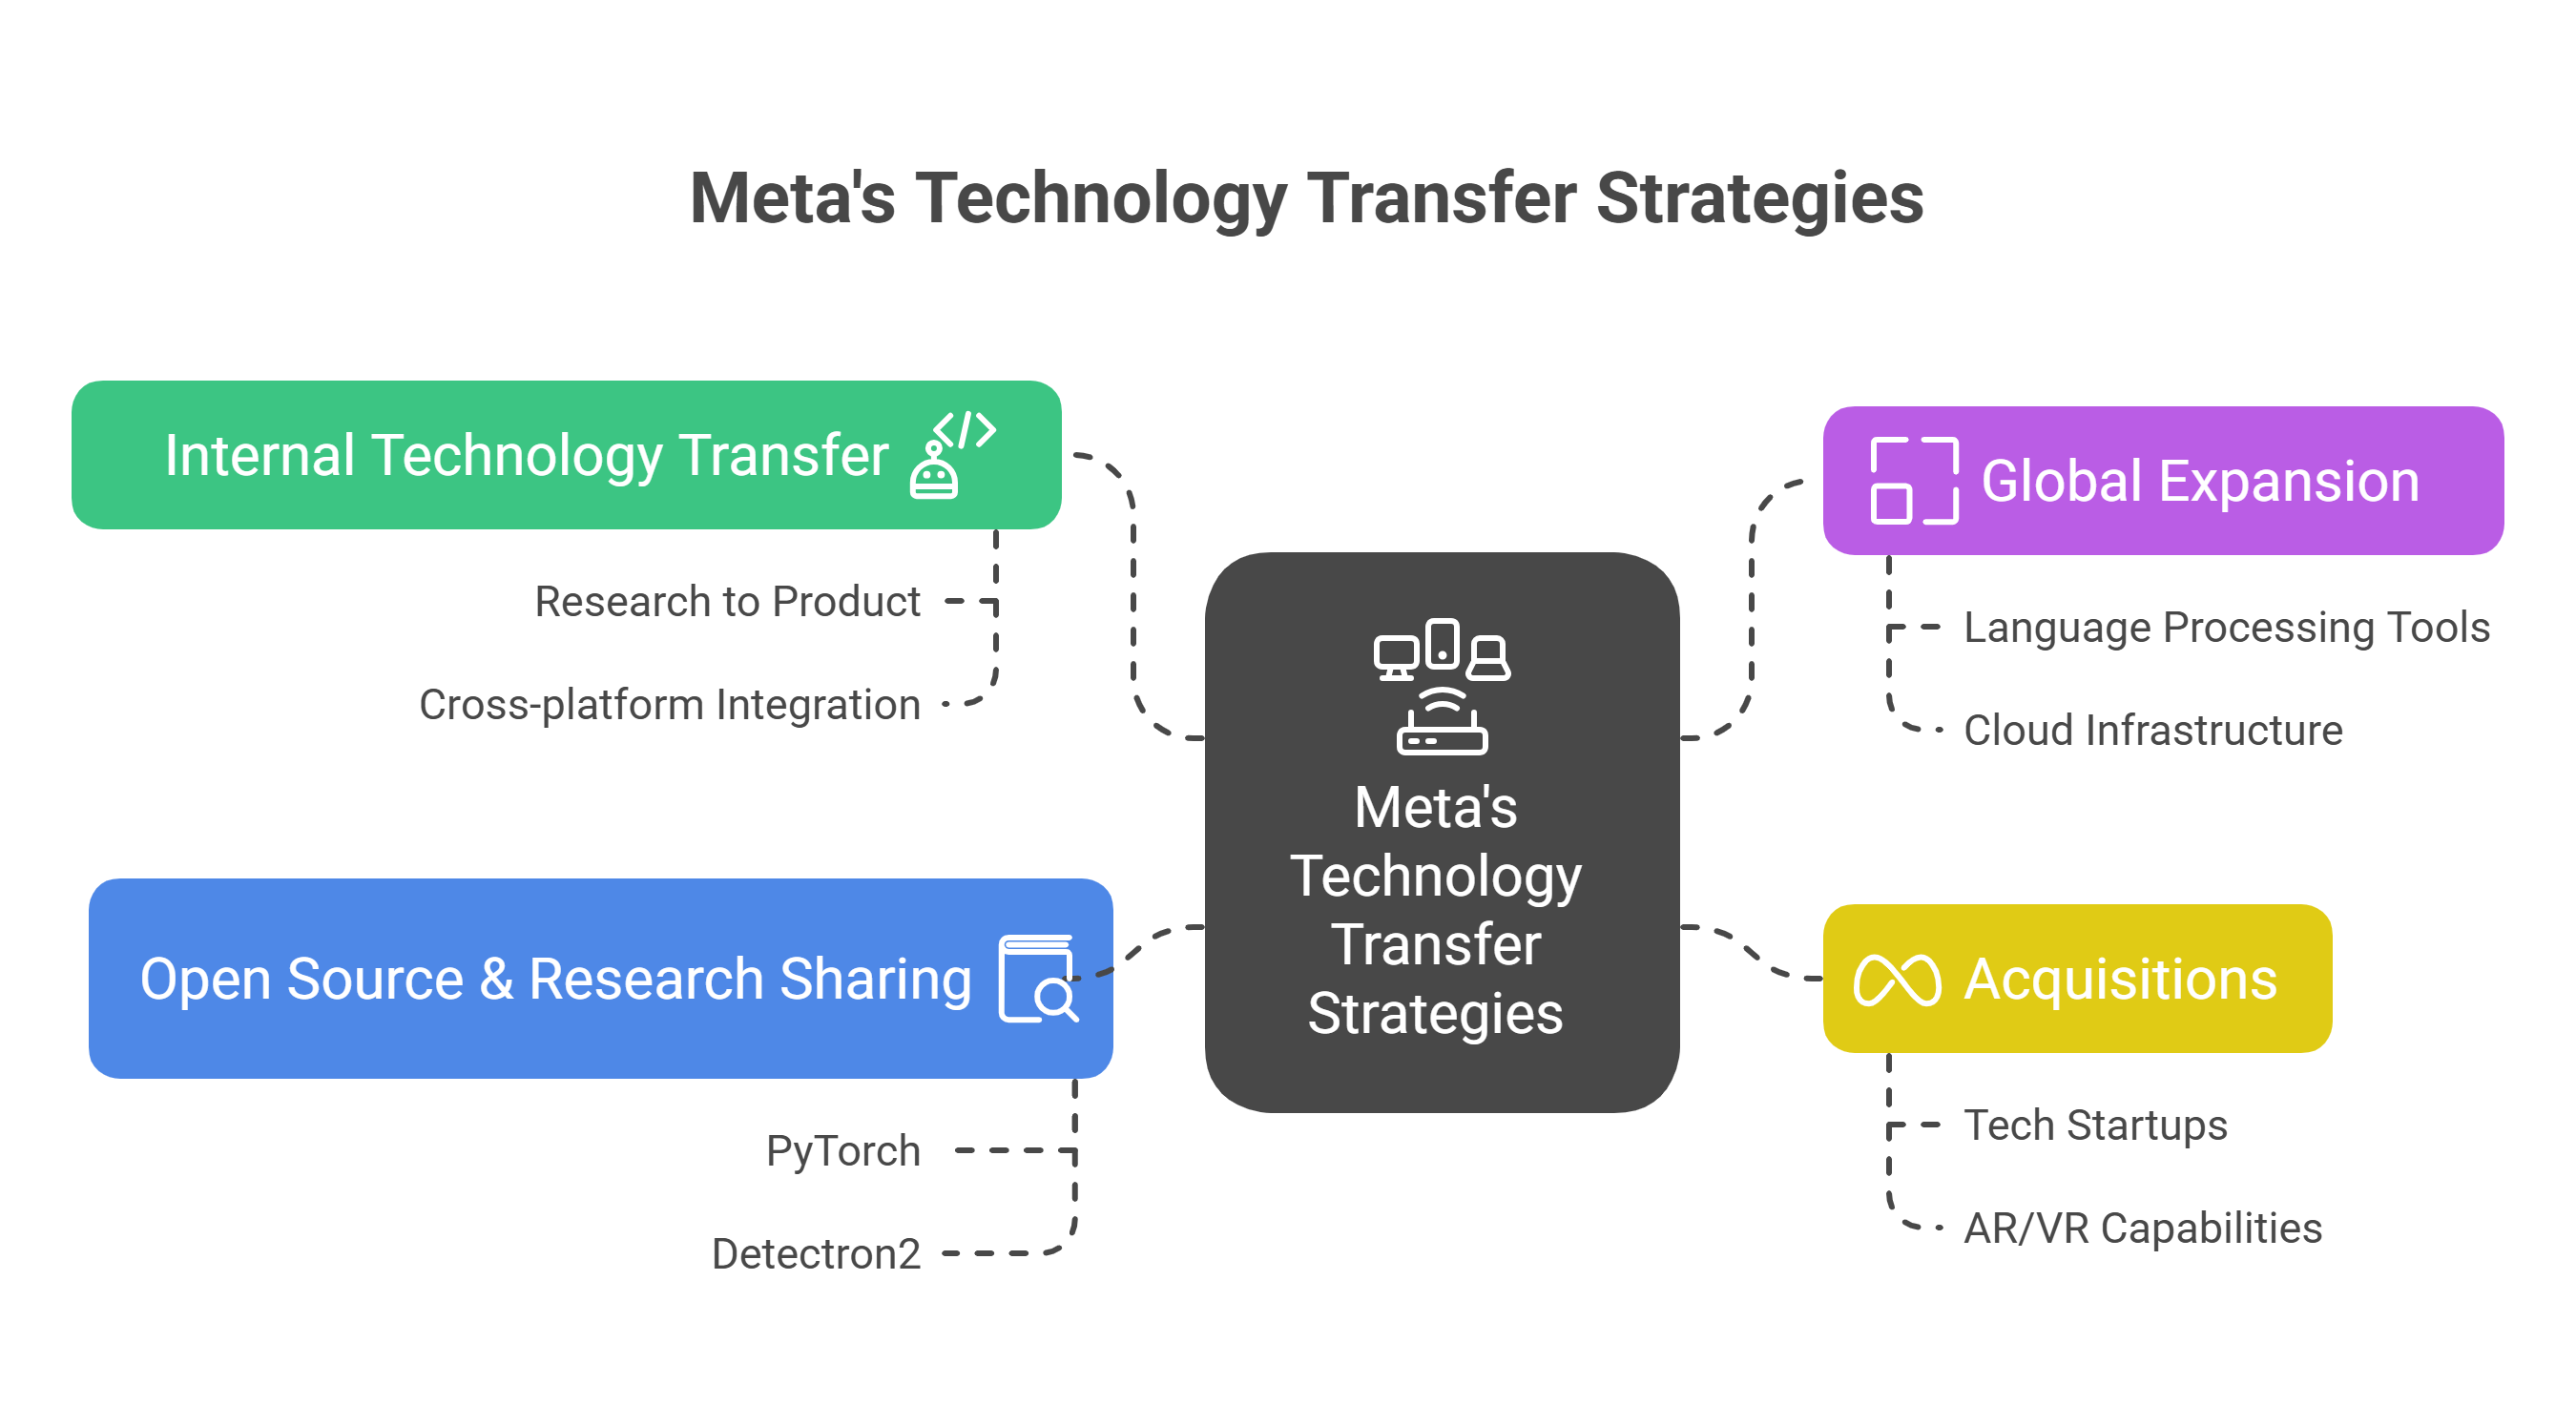 Meta's Technology Transfer Strategies
Internal Technology Transfer
Research to Product
Cross-platform Integration
Open Source & Research Sharing
PyTorch
Detectron2
Meta's
Technology
Transfer
Strategies
Global Expansion
Language Processing Tools
Cloud Infrastructure
Acquisitions
Tech Startups
AR/VR Capabilities